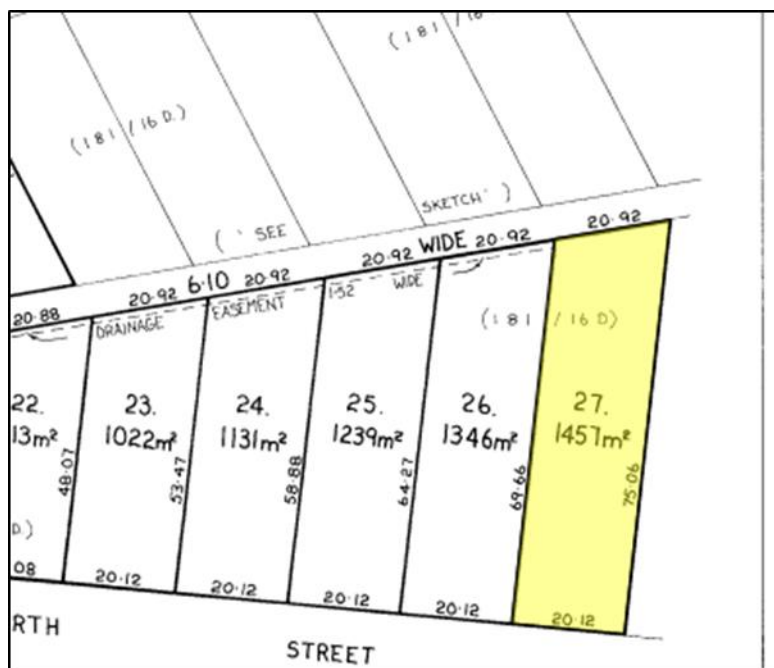 (181 / 16
(181 / 16 D.)
(' SEE SKETCH')
20·88 20·92 6·10 20·92 20·92 WIDE 20·92 20·92
DRAINAGE EASEMENT 1·52 WIDE
(181 / 16 D)
22. 23. 24. 25. 26. 27.
13m² 1022m² 1131m² 1239m² 1346m² 1457m²
48·07 53·47 58·88 64·27 69·66 75·06
D.)
08 20·12 20·12 20·12 20·12 20·12
RTH STREET